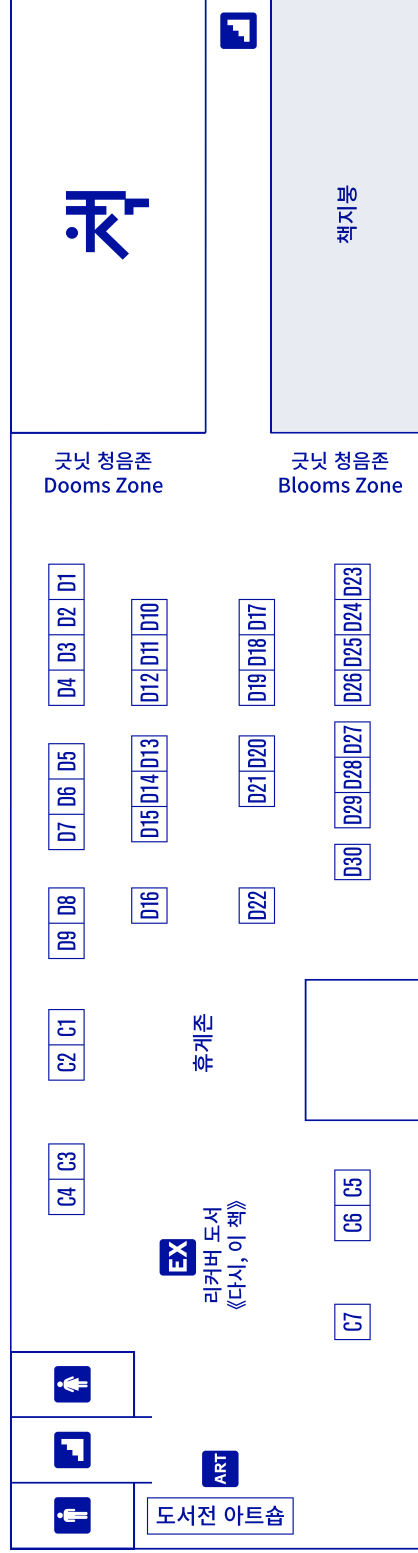 책지붕
긋닛 청음존
Dooms Zone
긋닛 청음존
Blooms Zone
D1
D2
D3
D4
D5
D6
D7
D8
D9
C1
C2
C3
C4
D10
D11
D12
D13
D14
D15
D16
D17
D18
D19
D20
D21
D22
D23
D24
D25
D26
D27
D28
D29
D30
휴게존
C5
C6
C7
EX
리커버 도서
《다시, 이 책》
ART
도서전 아트숍